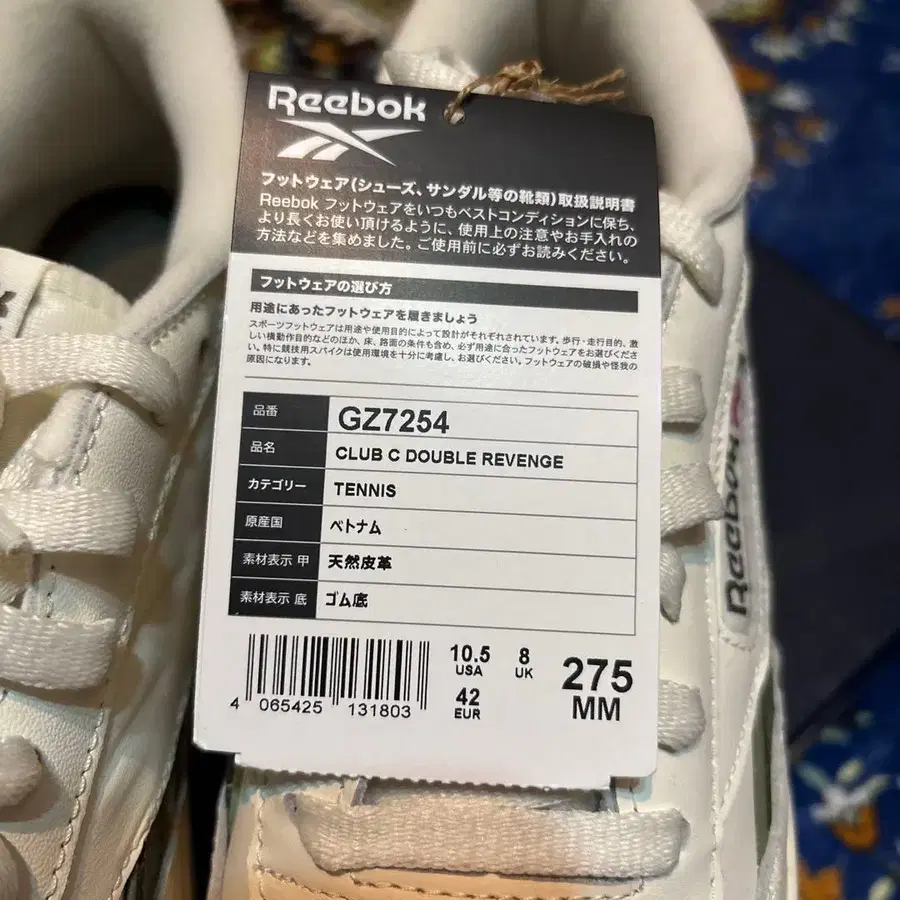 Reebok
フットウェア(シューズ、サンダル等の靴類)取扱説明書
Reebok フットウェアをいつもベストコンディションに保ち、
より長くお使い頂けるように、使用上の注意やお手入れの
方法などを集めました。ご使用前に必ずお読みください。
フットウェアの選び方
用途にあったフットウェアを履きましょう
スポーツフットウェアは用途や使用目的によって設計がそれぞれされています。歩行・走行目的、激
しい横動作目的などのほか、床、路面の条件も含め、必ず用途に合ったフットウェアをお選びくださ
い。特に競技用スパイクは使用環境を十分に考慮し、お選びください。フットウェアの破損や怪我の
原因になります。
品番 GZ7254
品名 CLUB C DOUBLE REVENGE
カテゴリー TENNIS
原産国 ベトナム
素材表示 甲 天然皮革
素材表示 底 ゴム底
10.5 USA 8 UK 275 MM
42 EUR
4 065425 131803
Reebok